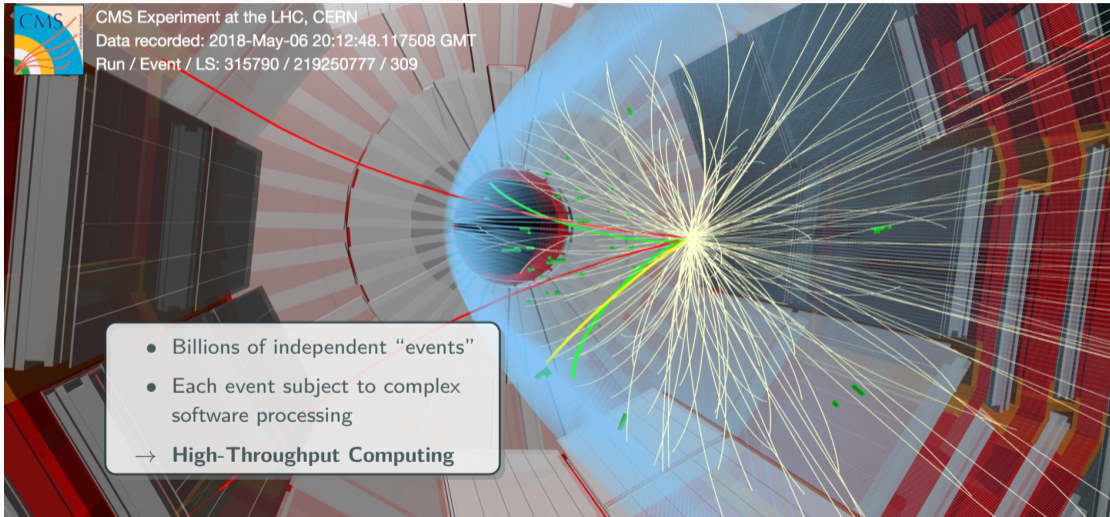 CMS
CMS Experiment at the LHC, CERN
Data recorded: 2018-May-06 20:12:48.117508 GMT
Run / Event / LS: 315790 / 219250777 / 309
• Billions of independent “events”
• Each event subject to complex
software processing
→ High-Throughput Computing